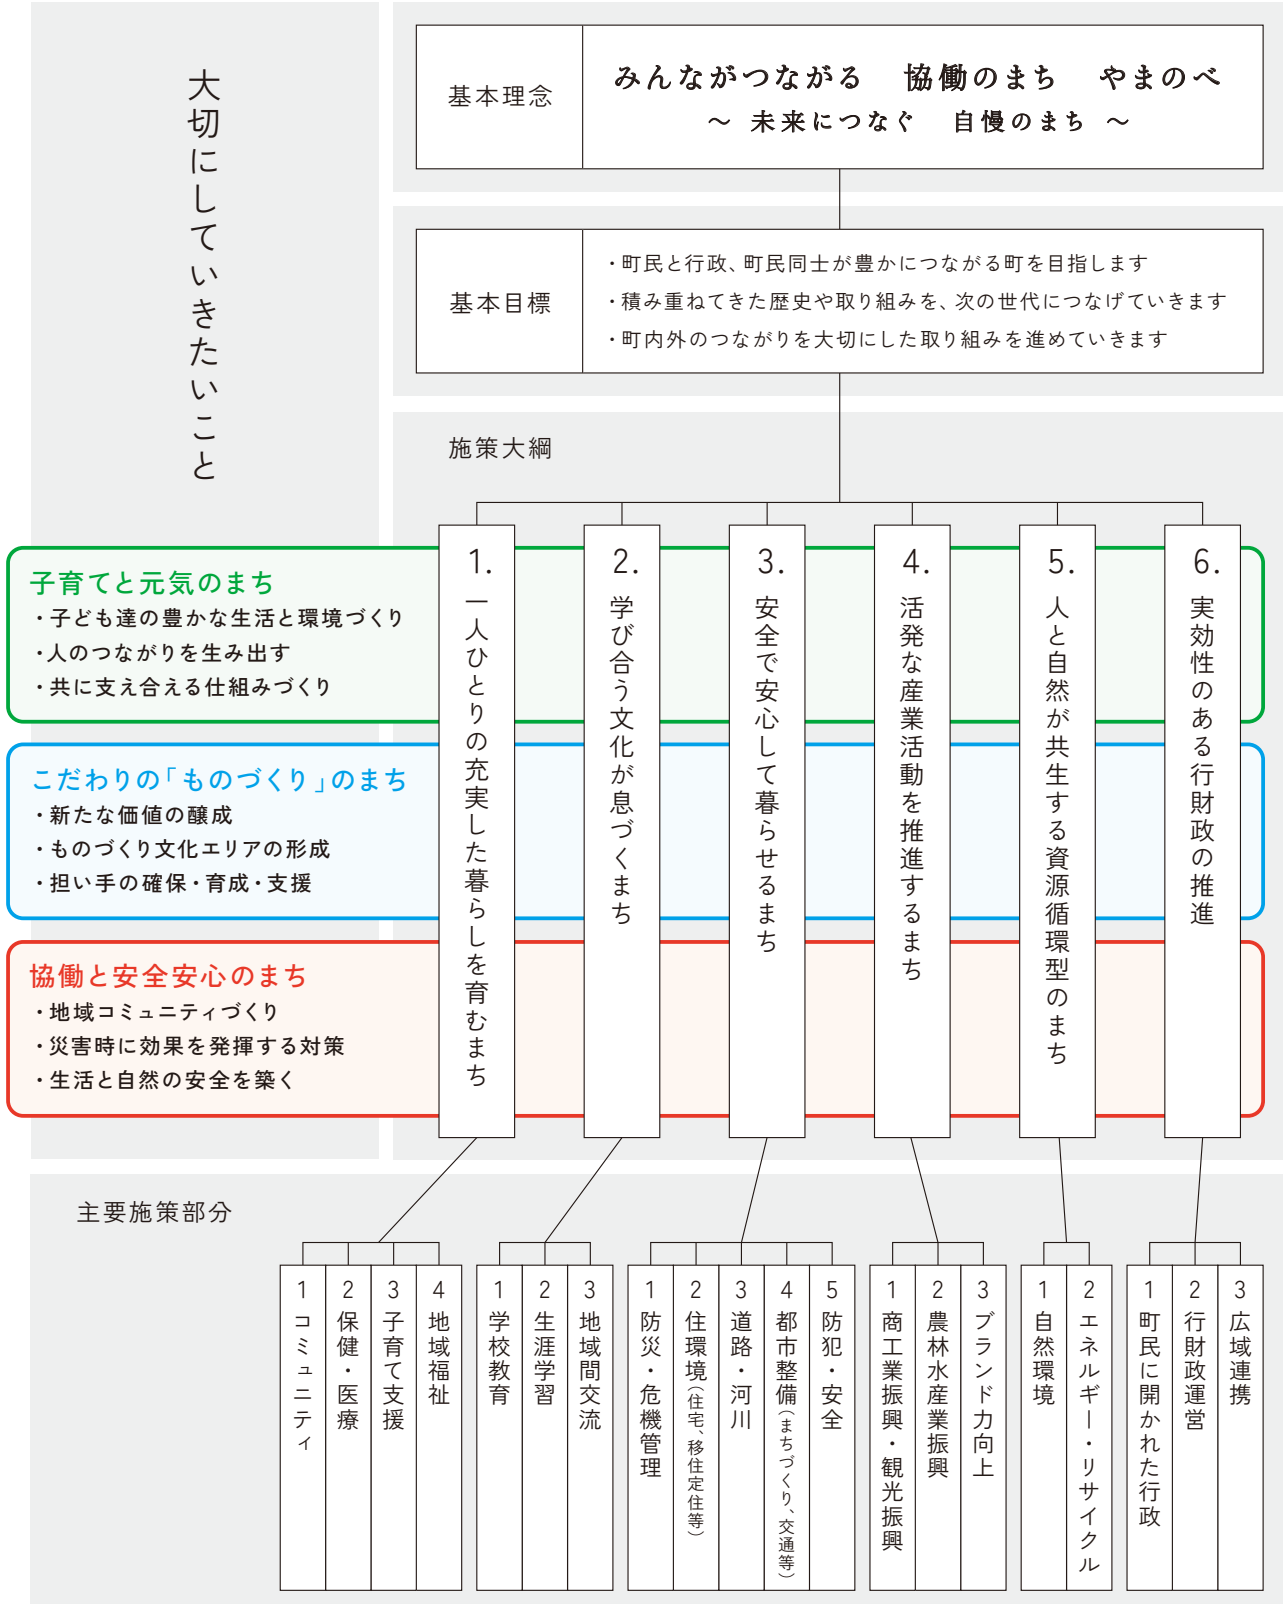 大切にしていきたいこと
基本理念
みんながつながる　協働のまち　やまのべ
～ 未来につなぐ　自慢のまち ～
基本目標
・町民と行政、町民同士が豊かにつながる町を目指します
・積み重ねてきた歴史や取り組みを、次の世代につなげていきます
・町内外のつながりを大切にした取り組みを進めていきます
施策大綱
子育てと元気のまち
・子ども達の豊かな生活と環境づくり
・人のつながりを生み出す
・共に支え合える仕組みづくり
こだわりの「ものづくり」のまち
・新たな価値の醸成
・ものづくり文化エリアの形成
・担い手の確保・育成・支援
協働と安全安心のまち
・地域コミュニティづくり
・災害時に効果を発揮する対策
・生活と自然の安全を築く
1. 一人ひとりの充実した暮らしを育むまち
2. 学び合う文化が息づくまち
3. 安全で安心して暮らせるまち
4. 活発な産業活動を推進するまち
5. 人と自然が共生する資源循環型のまち
6. 実効性のある行財政の推進
主要施策部分
1 コミュニティ
2 保健・医療
3 子育て支援
4 地域福祉
1 学校教育
2 生涯学習
3 地域間交流
1 防災・危機管理
2 住環境（住宅、移住定住等）
3 道路・河川
4 都市整備（まちづくり、交通等）
5 防犯・安全
1 商工業振興・観光振興
2 農林水産業振興
3 ブランド力向上
1 自然環境
2 エネルギー・リサイクル
1 町民に開かれた行政
2 行財政運営
3 広域連携